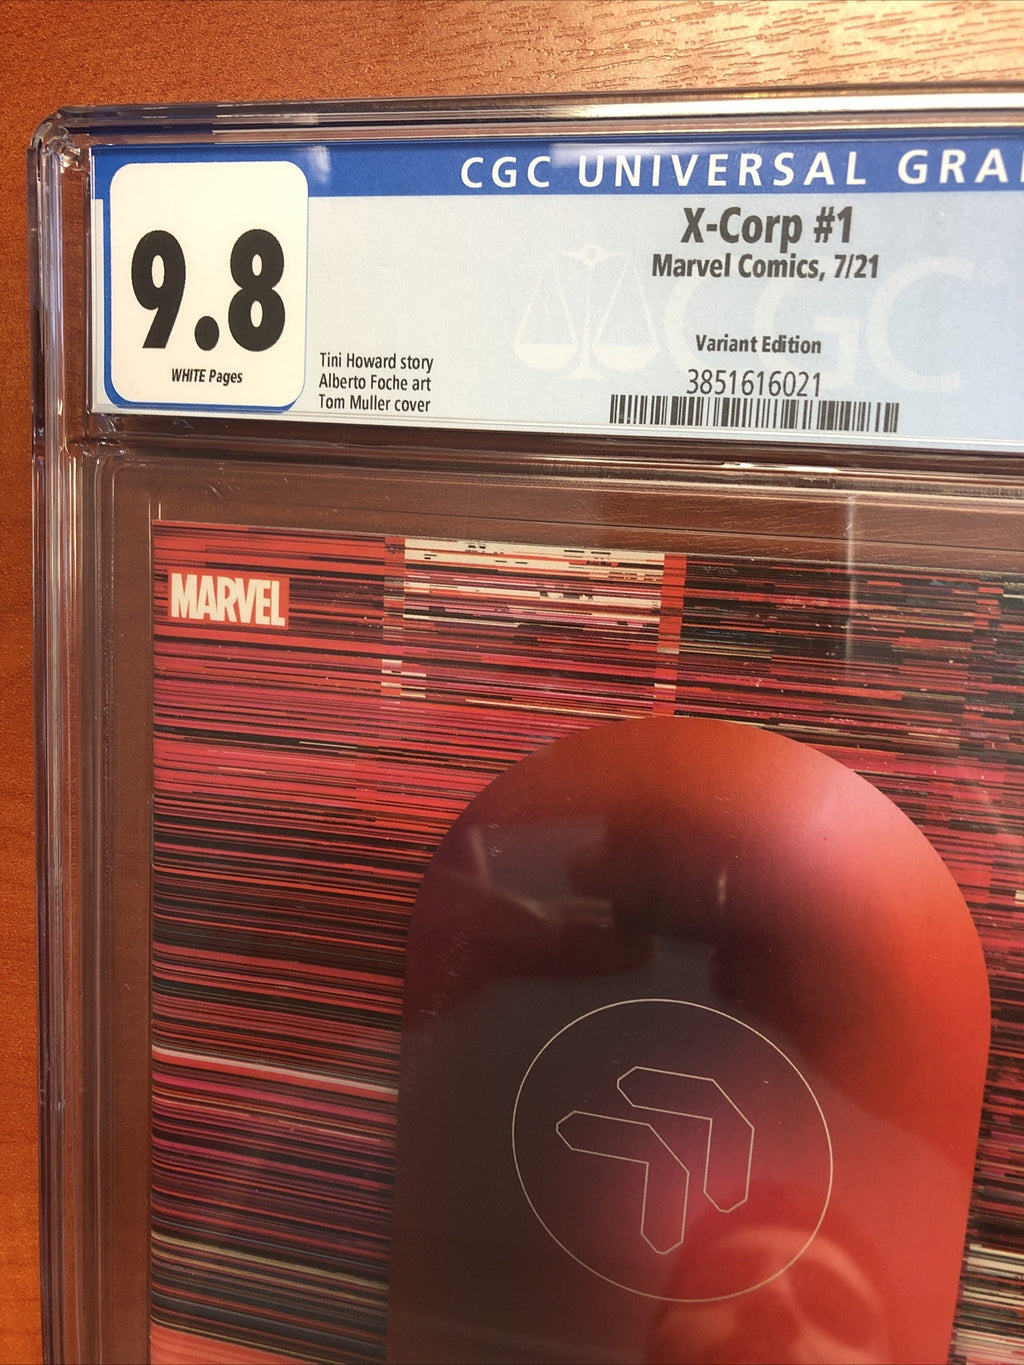 CGC UNIVERSAL GRA
9.8
WHITE Pages
X-Corp #1
Marvel Comics, 7/21
Variant Edition
3851616021
Tini Howard story
Alberto Foche art
Tom Muller cover
CGC
MARVEL